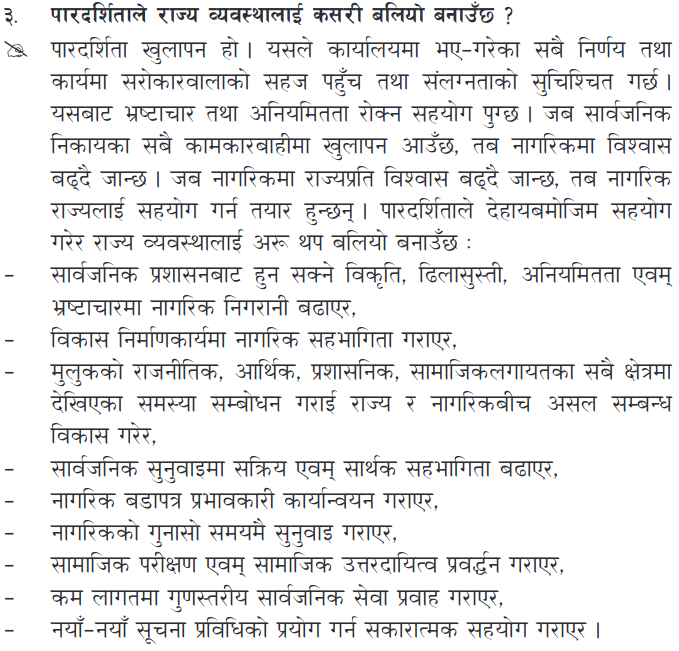 ३. पारदर्शिताले राज्य व्यवस्थालाई कसरी बलियो बनाउँछ ?
पारदर्शिता खुलापन हो । यसले कार्यालयमा भए-गरेका सबै निर्णय तथा
कार्यमा सरोकारवालाको सहज पहुँच तथा संलग्नताको सुचिश्चित गर्छ ।
यसबाट भ्रष्टाचार तथा अनियमितता रोक्न सहयोग पुग्छ । जब सार्वजनिक
निकायका सबै कामकारबाहीमा खुलापन आउँछ, तब नागरिकमा विश्वास
बढ्दै जान्छ । जब नागरिकमा राज्यप्रति विश्वास बढ्दै जान्छ, तब नागरिक
राज्यलाई सहयोग गर्न तयार हुन्छन् । पारदर्शिताले देहायबमोजिम सहयोग
गरेर राज्य व्यवस्थालाई अरू थप बलियो बनाउँछ :
- सार्वजनिक प्रशासनबाट हुन सक्ने विकृति, ढिलासुस्ती, अनियमितता एवम्
भ्रष्टाचारमा नागरिक निगरानी बढाएर,
- विकास निर्माणकार्यमा नागरिक सहभागिता गराएर,
- मुलुकको राजनीतिक, आर्थिक, प्रशासनिक, सामाजिकलगायतका सबै क्षेत्रमा
देखिएका समस्या सम्बोधन गराई राज्य र नागरिकबीच असल सम्बन्ध
विकास गरेर,
- सार्वजनिक सुनुवाइमा सक्रिय एवम् सार्थक सहभागिता बढाएर,
- नागरिक बडापत्र प्रभावकारी कार्यान्वयन गराएर,
- नागरिकको गुनासो समयमै सुनुवाइ गराएर,
- सामाजिक परीक्षण एवम् सामाजिक उत्तरदायित्व प्रवर्द्धन गराएर,
- कम लागतमा गुणस्तरीय सार्वजनिक सेवा प्रवाह गराएर,
- नयाँ-नयाँ सूचना प्रविधिको प्रयोग गर्न सकारात्मक सहयोग गराएर ।